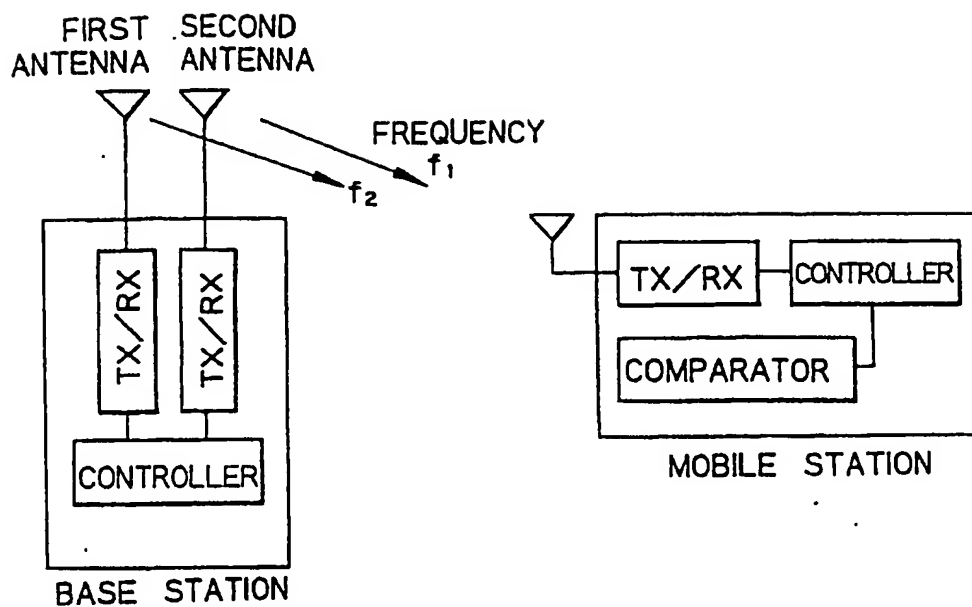 FIRST SECOND
ANTENNA ANTENNA
FREQUENCY
f₁
f₂
TX/RX
TX/RX
CONTROLLER
BASE STATION
TX/RX
CONTROLLER
COMPARATOR
MOBILE STATION